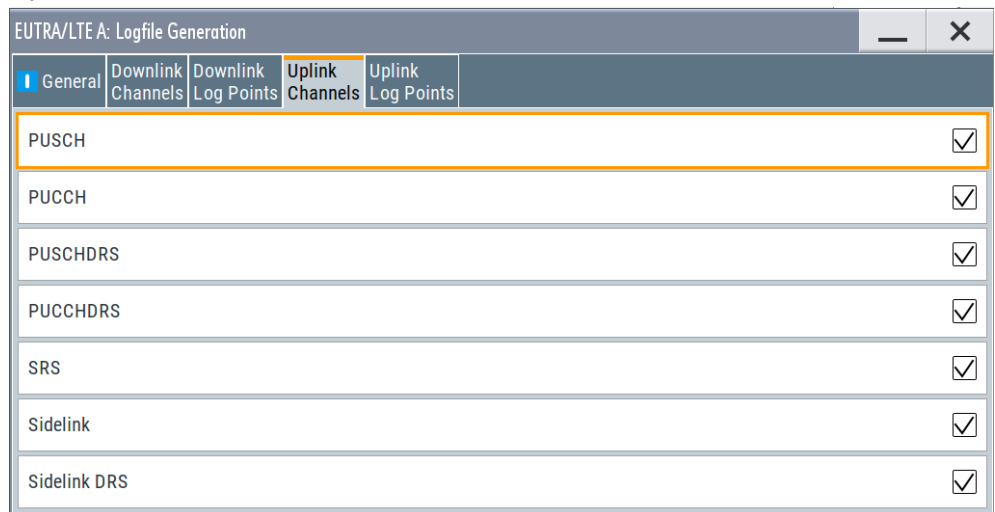 EUTRA/LTE A: Logfile Generation
General
Downlink Channels
Downlink Log Points
Uplink Channels
Uplink Log Points
PUSCH
PUCCH
PUSCHDRS
PUCCHDRS
SRS
Sidelink
Sidelink DRS